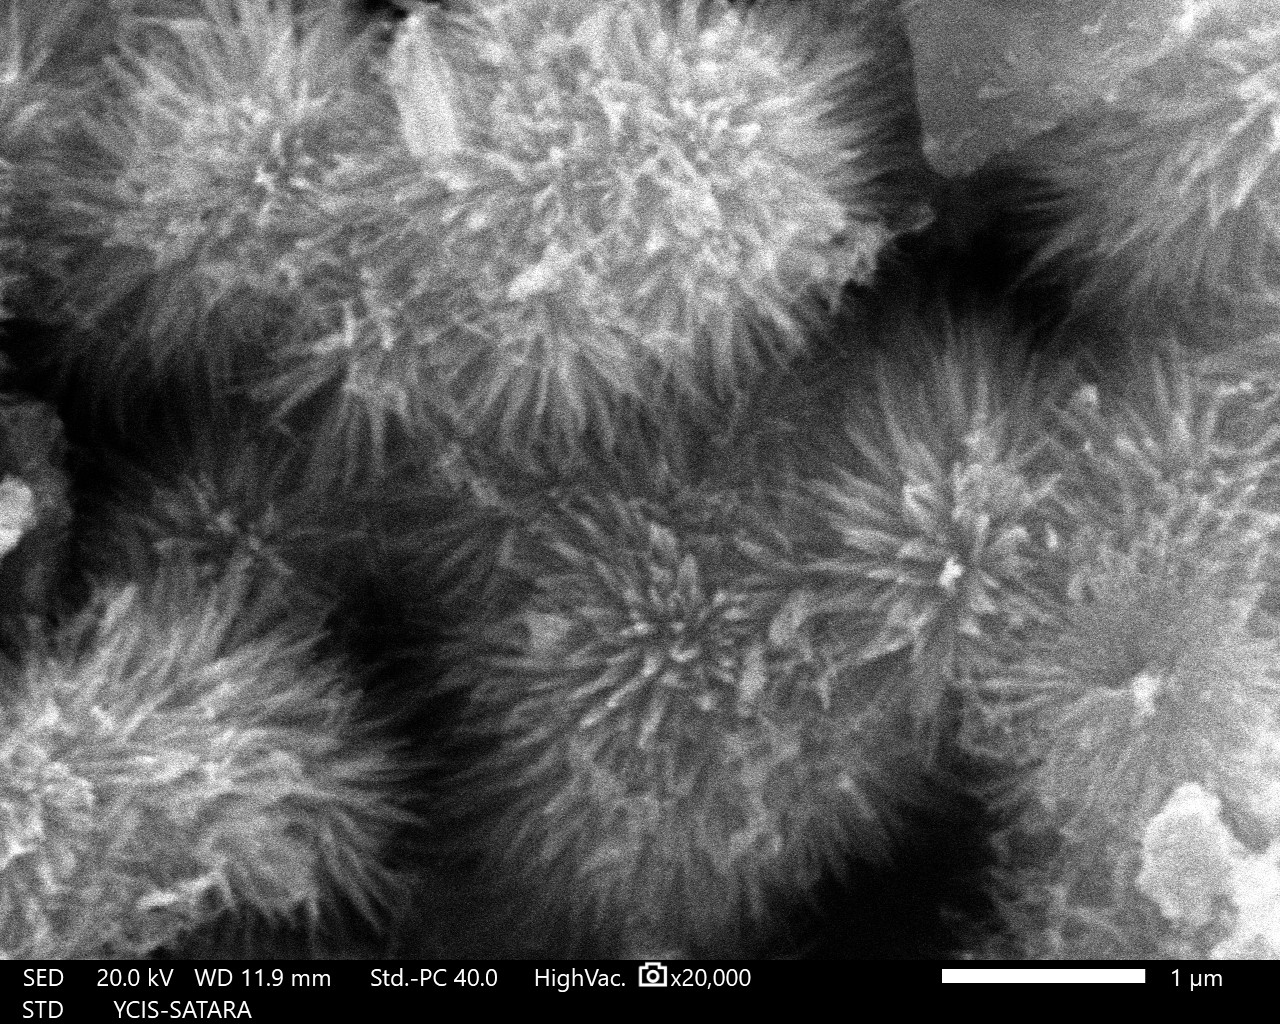 SED 20.0 kV WD 11.9 mm Std.-PC 40.0 HighVac. x20,000 1 µm
STD YCIS-SATARA